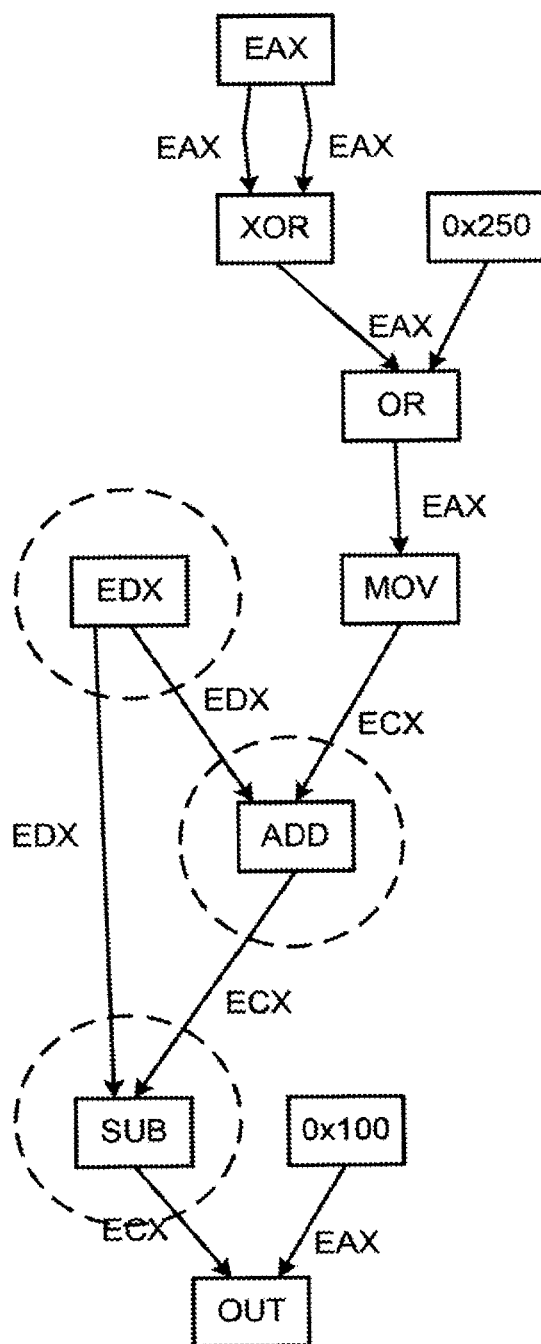 EAX
EAX EAX
XOR 0x250
EAX
OR
EAX
EDX MOV
EDX ECX
ADD
EDX
ECX
SUB 0x100
ECX EAX
OUT